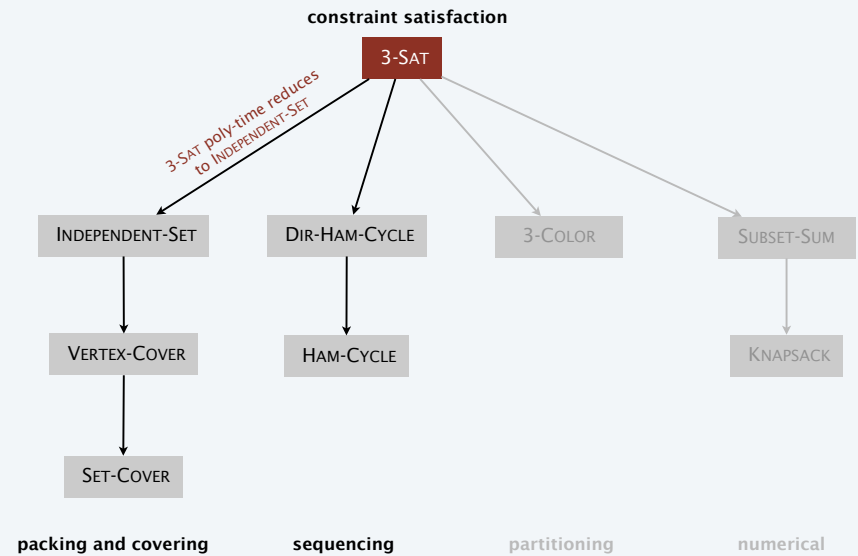 constraint satisfaction
3-SAT
3-SAT poly-time reduces
to INDEPENDENT-SET
INDEPENDENT-SET
DIR-HAM-CYCLE
3-COLOR
SUBSET-SUM
VERTEX-COVER
HAM-CYCLE
KNAPSACK
SET-COVER
packing and covering
sequencing
partitioning
numerical